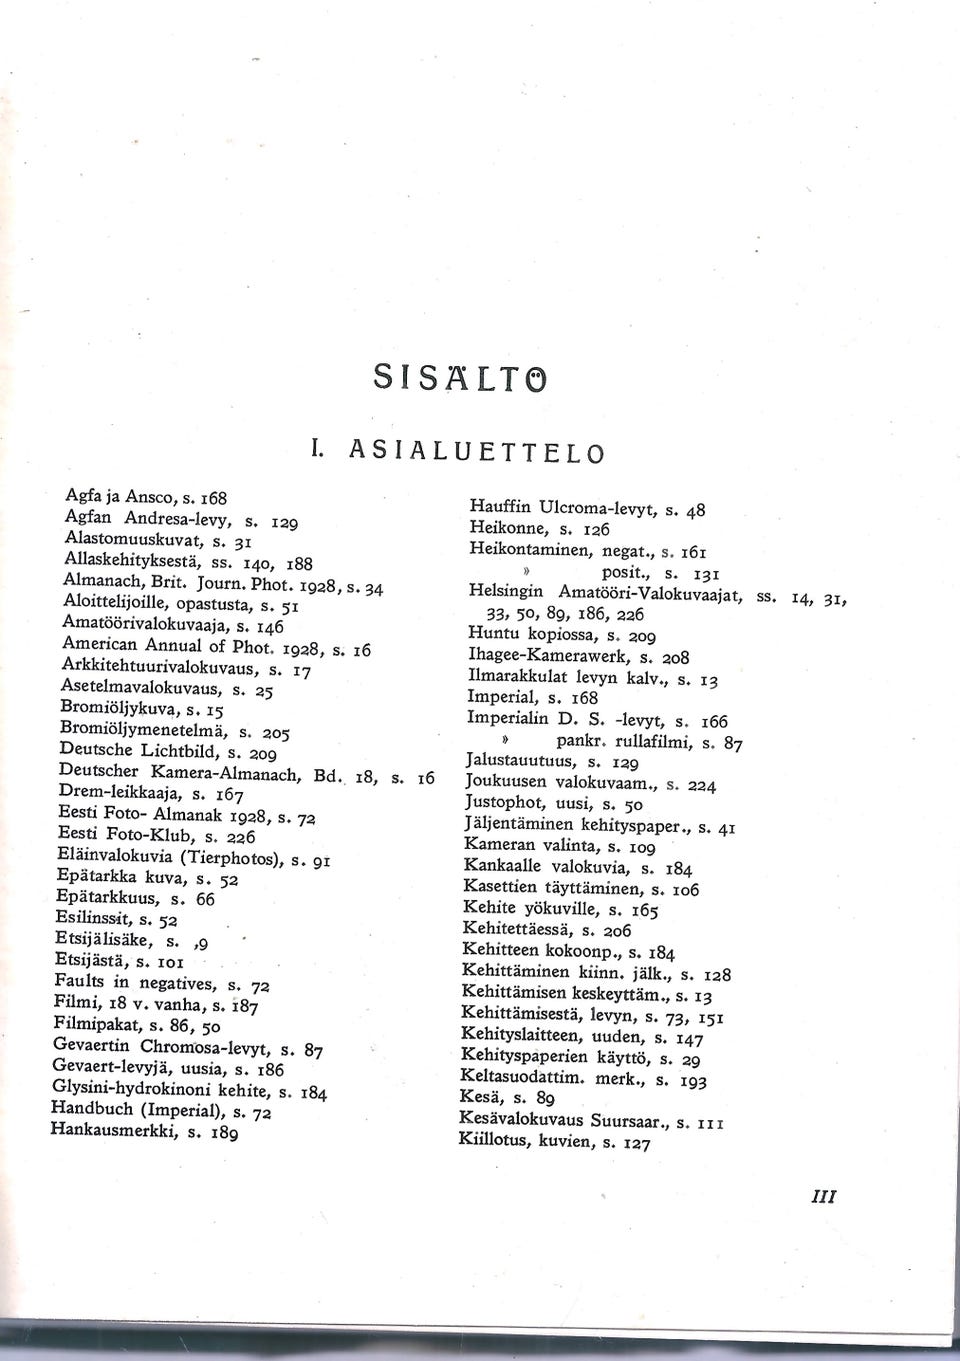 SISÄLTÖ
I. ASIALUETTELO
Agfa ja Ansco, s. 168
Agfan Andresa-levy, s. 129
Alastomuuskuvat, s. 31
Allaskehityksestä, ss. 140, 188
Almanach, Brit. Journ. Phot. 1928, s. 34
Aloittelijoille, opastusta, s. 51
Amatöörivalokuvaaja, s. 146
American Annual of Phot. 1928, s. 16
Arkkitehtuurivalokuvaus, s. 17
Asetelmavalokuvaus, s. 25
Bromiöljykuva, s. 15
Bromiöljymenetelmä, s. 205
Deutsche Lichtbild, s. 209
Deutscher Kamera-Almanach, Bd. 18, s. 16
Drem-leikkaaja, s. 167
Eesti Foto- Almanak 1928, s. 72
Eesti Foto-Klub, s. 226
Eläinvalokuvia (Tierphotos), s. 91
Epätarkka kuva, s. 52
Epätarkkuus, s. 66
Esilinssit, s. 52
Etsijälisäke, s. ,9
Etsijästä, s. 101
Faults in negatives, s. 72
Filmi, 18 v. vanha, s. 187
Filmipakat, s. 86, 50
Gevaertin Chromosa-levyt, s. 87
Gevaert-levyjä, uusia, s. 186
Glysini-hydrokinoni kehite, s. 184
Handbuch (Imperial), s. 72
Hankausmerkki, s. 189
Hauffin Ulcroma-levyt, s. 48
Heikonne, s. 126
Heikontaminen, negat., s. 161
» posit., s. 131
Helsingin Amatööri-Valokuvaajat, ss. 14, 31,
33, 50, 89, 186, 226
Huntu kopiossa, s. 209
Ihagee-Kamerawerk, s. 208
Ilmarakkulat levyn kalv., s. 13
Imperial, s. 168
Imperialin D. S. -levyt, s. 166
» pankr. rullafilmi, s. 87
Jalustauutuus, s. 129
Joukuusen valokuvaam., s. 224
Justophot, uusi, s. 50
Jäljentäminen kehityspaper., s. 41
Kameran valinta, s. 109
Kankaalle valokuvia, s. 184
Kasettien täyttäminen, s. 106
Kehite yökuville, s. 165
Kehitettäessä, s. 206
Kehitteen kokoonp., s. 184
Kehittäminen kiinn. jälk., s. 128
Kehittämisen keskeyttäm., s. 13
Kehittämisestä, levyn, s. 73, 151
Kehityslaitteen, uuden, s. 147
Kehityspaperien käyttö, s. 29
Keltasuodattim. merk., s. 193
Kesä, s. 89
Kesävalokuvaus Suursaar., s. 111
Kiillotus, kuvien, s. 127
III